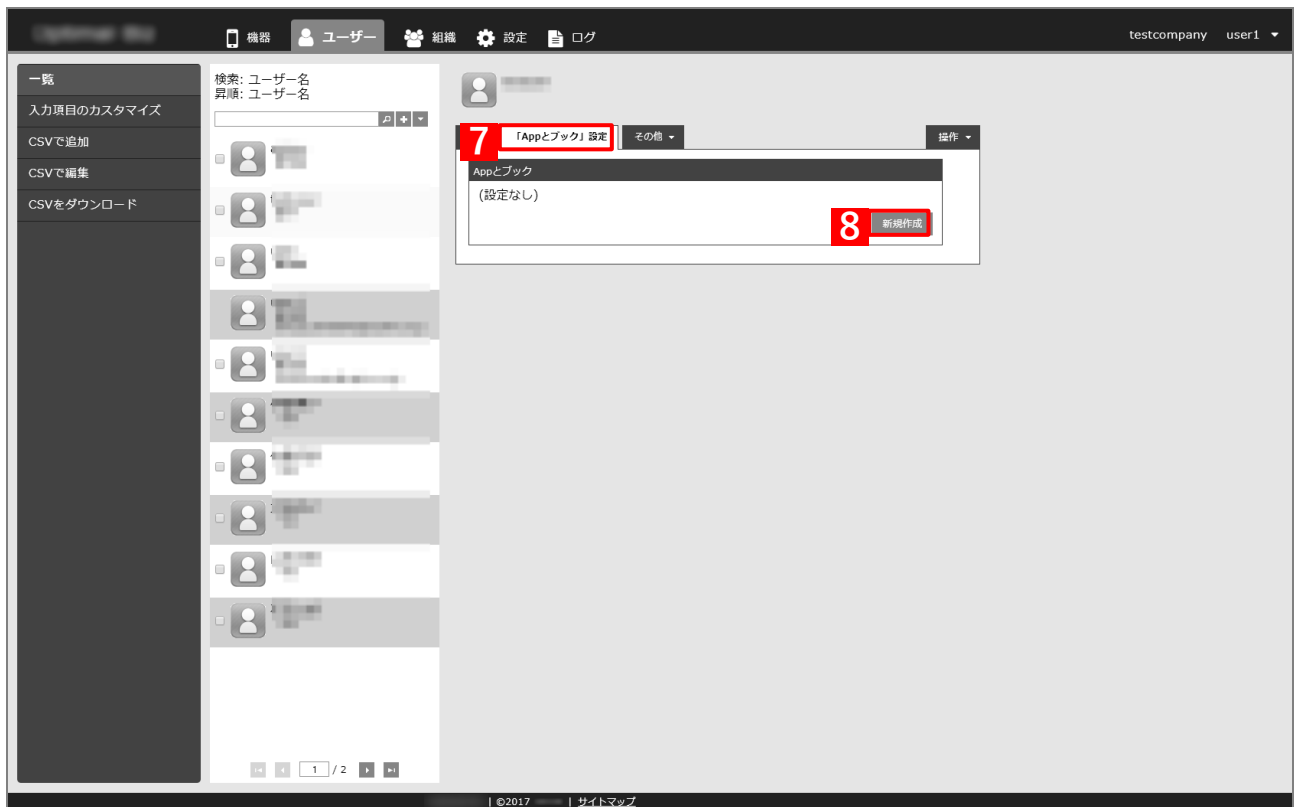 機器
ユーザー
組織
設定
ログ
testcompany user1
一覧
入力項目のカスタマイズ
CSVで追加
CSVで編集
CSVをダウンロード
検索: ユーザー名
昇順: ユーザー名
7
「Appとブック」設定
その他
操作
Appとブック
(設定なし)
8
新規作成
1 / 2
| ©2017
| サイトマップ